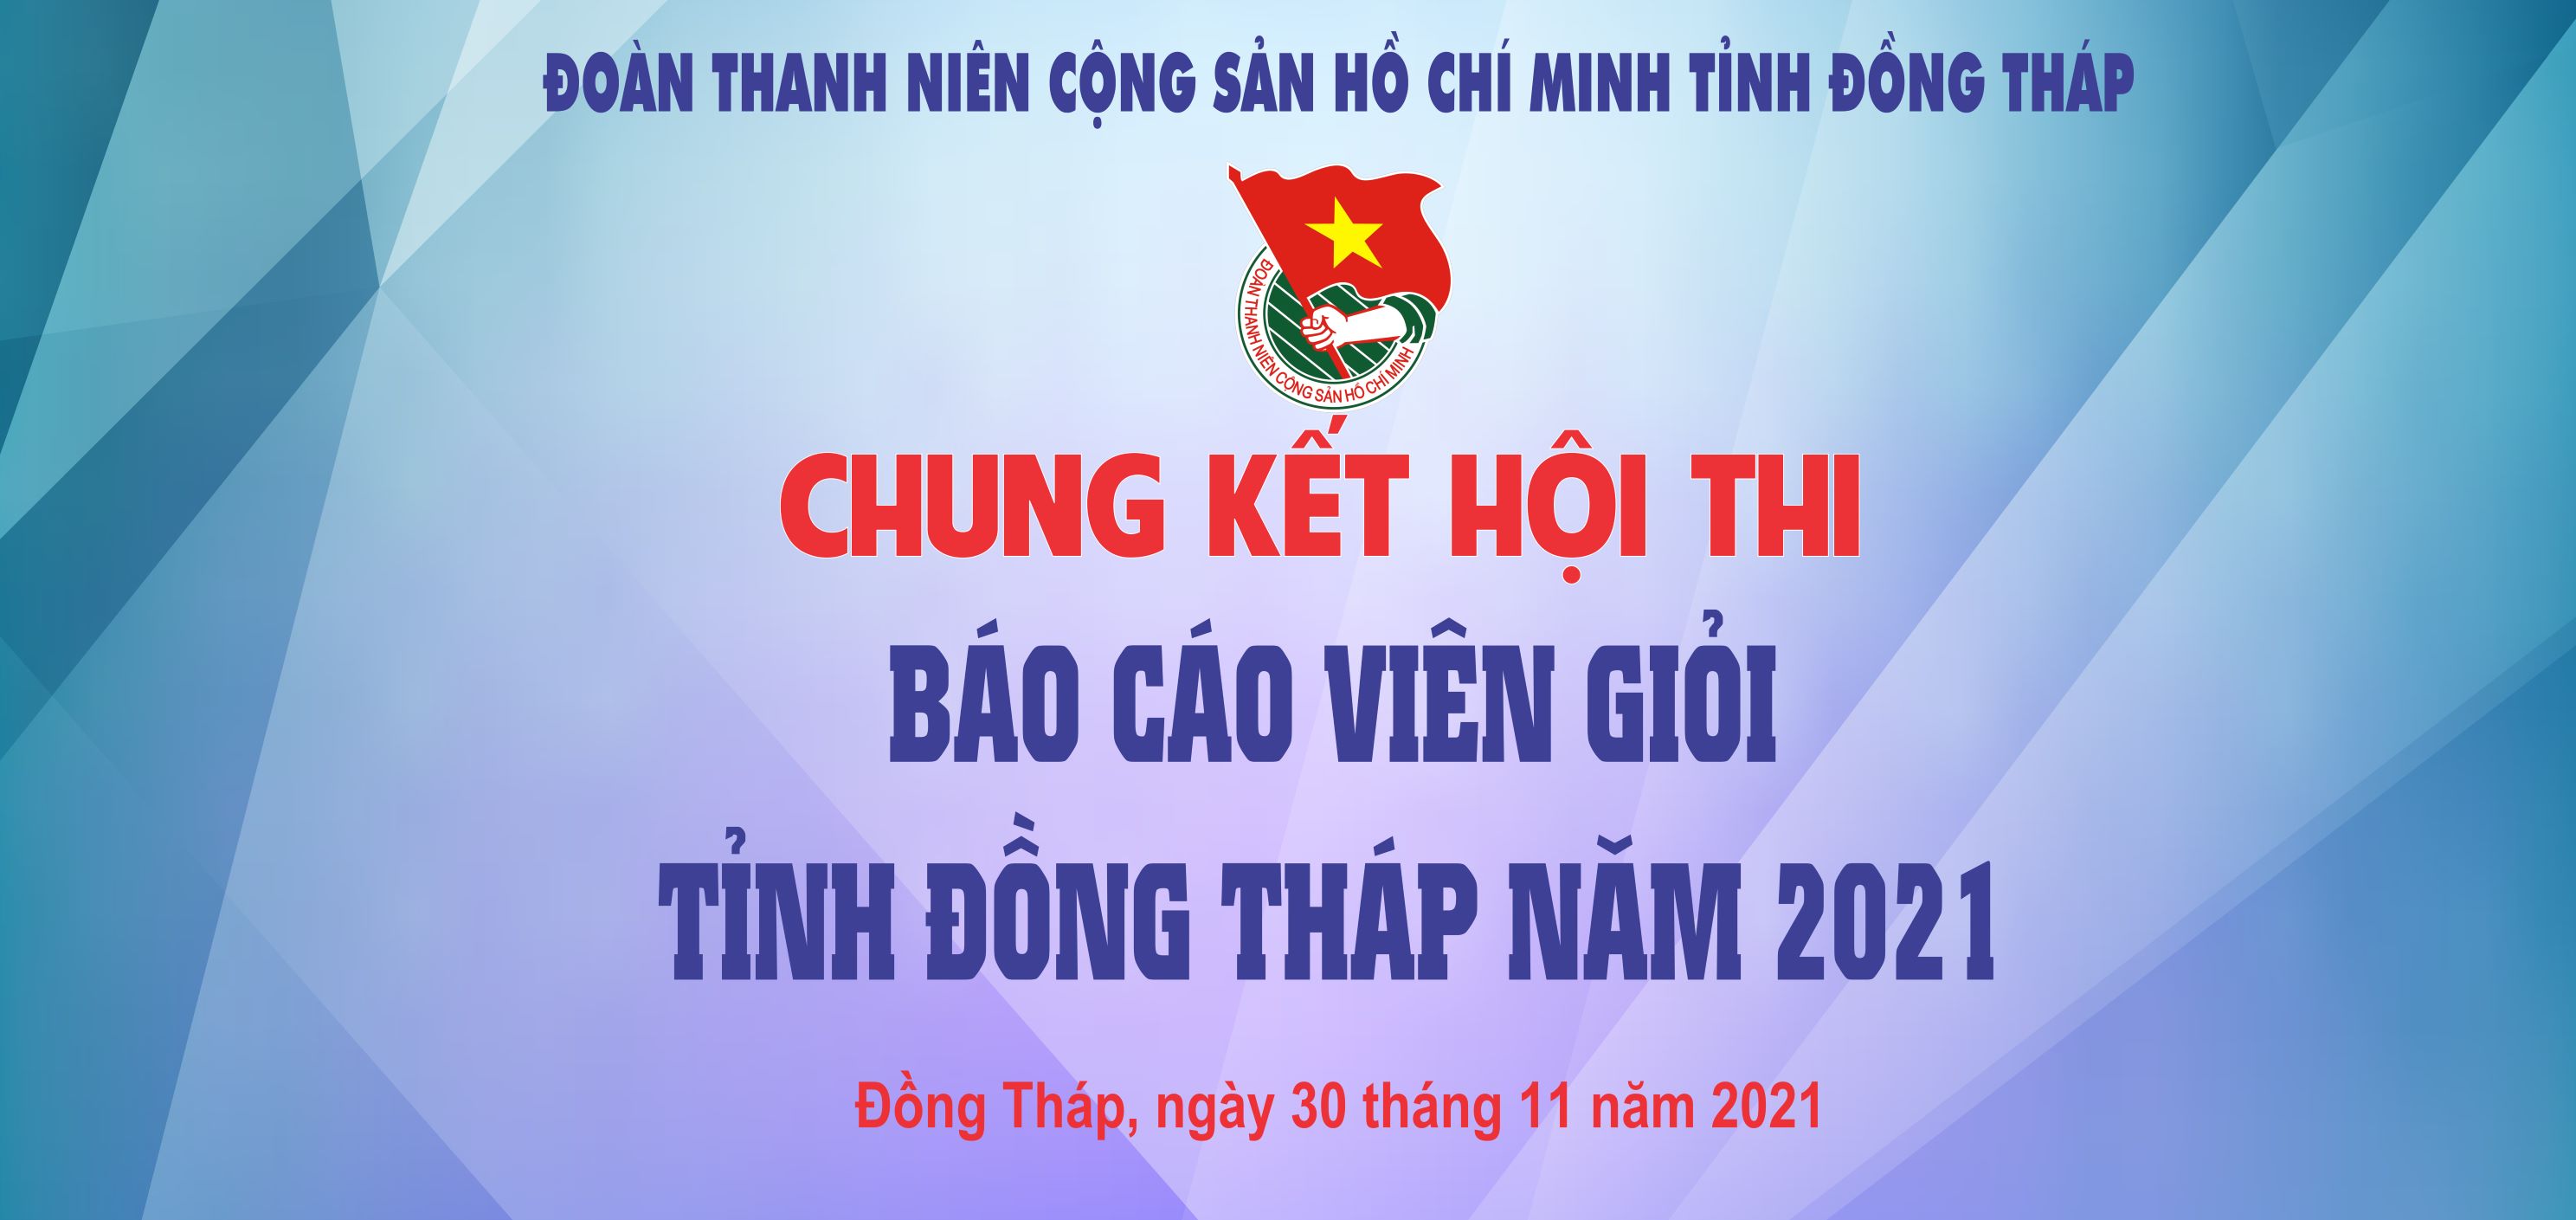 ĐOÀN THANH NIÊN CỘNG SẢN HỒ CHÍ MINH TỈNH ĐỒNG THÁP
ĐOÀN THANH NIÊN CỘNG SẢN HỒ CHÍ MINH
CHUNG KẾT HỘI THI
BÁO CÁO VIÊN GIỎI
TỈNH ĐỒNG THÁP NĂM 2021
Đồng Tháp, ngày 30 tháng 11 năm 2021